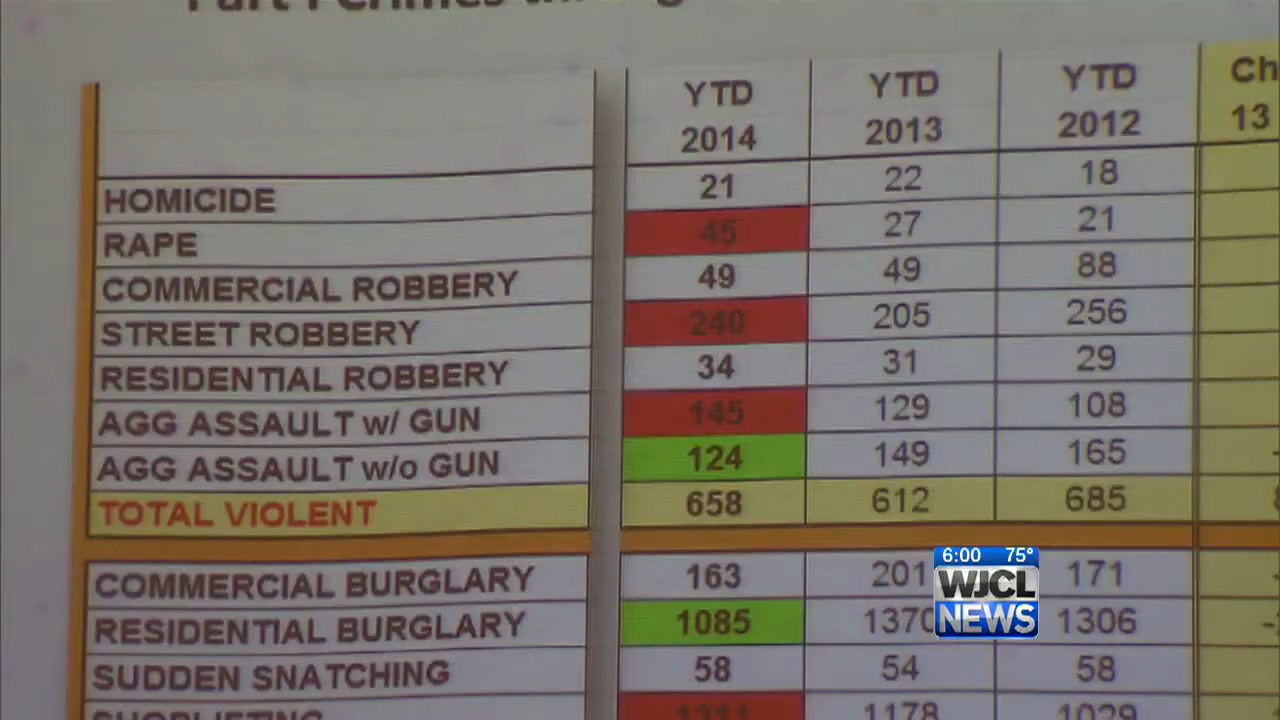 YTD YTD YTD Ch
2014 2013 2012 13
HOMICIDE 21 22 18
RAPE 45 27 21
COMMERCIAL ROBBERY 49 49 88
STREET ROBBERY 240 205 256
RESIDENTIAL ROBBERY 34 31 29
AGG ASSAULT w/ GUN 145 129 108
AGG ASSAULT w/o GUN 124 149 165
TOTAL VIOLENT 658 612 685
COMMERCIAL BURGLARY 163 201 171
RESIDENTIAL BURGLARY 1085 1370 1306
SUDDEN SNATCHING 58 54 58
SHOPLIFTING 1311 1178 1029
6:00 75°
WJCL
NEWS